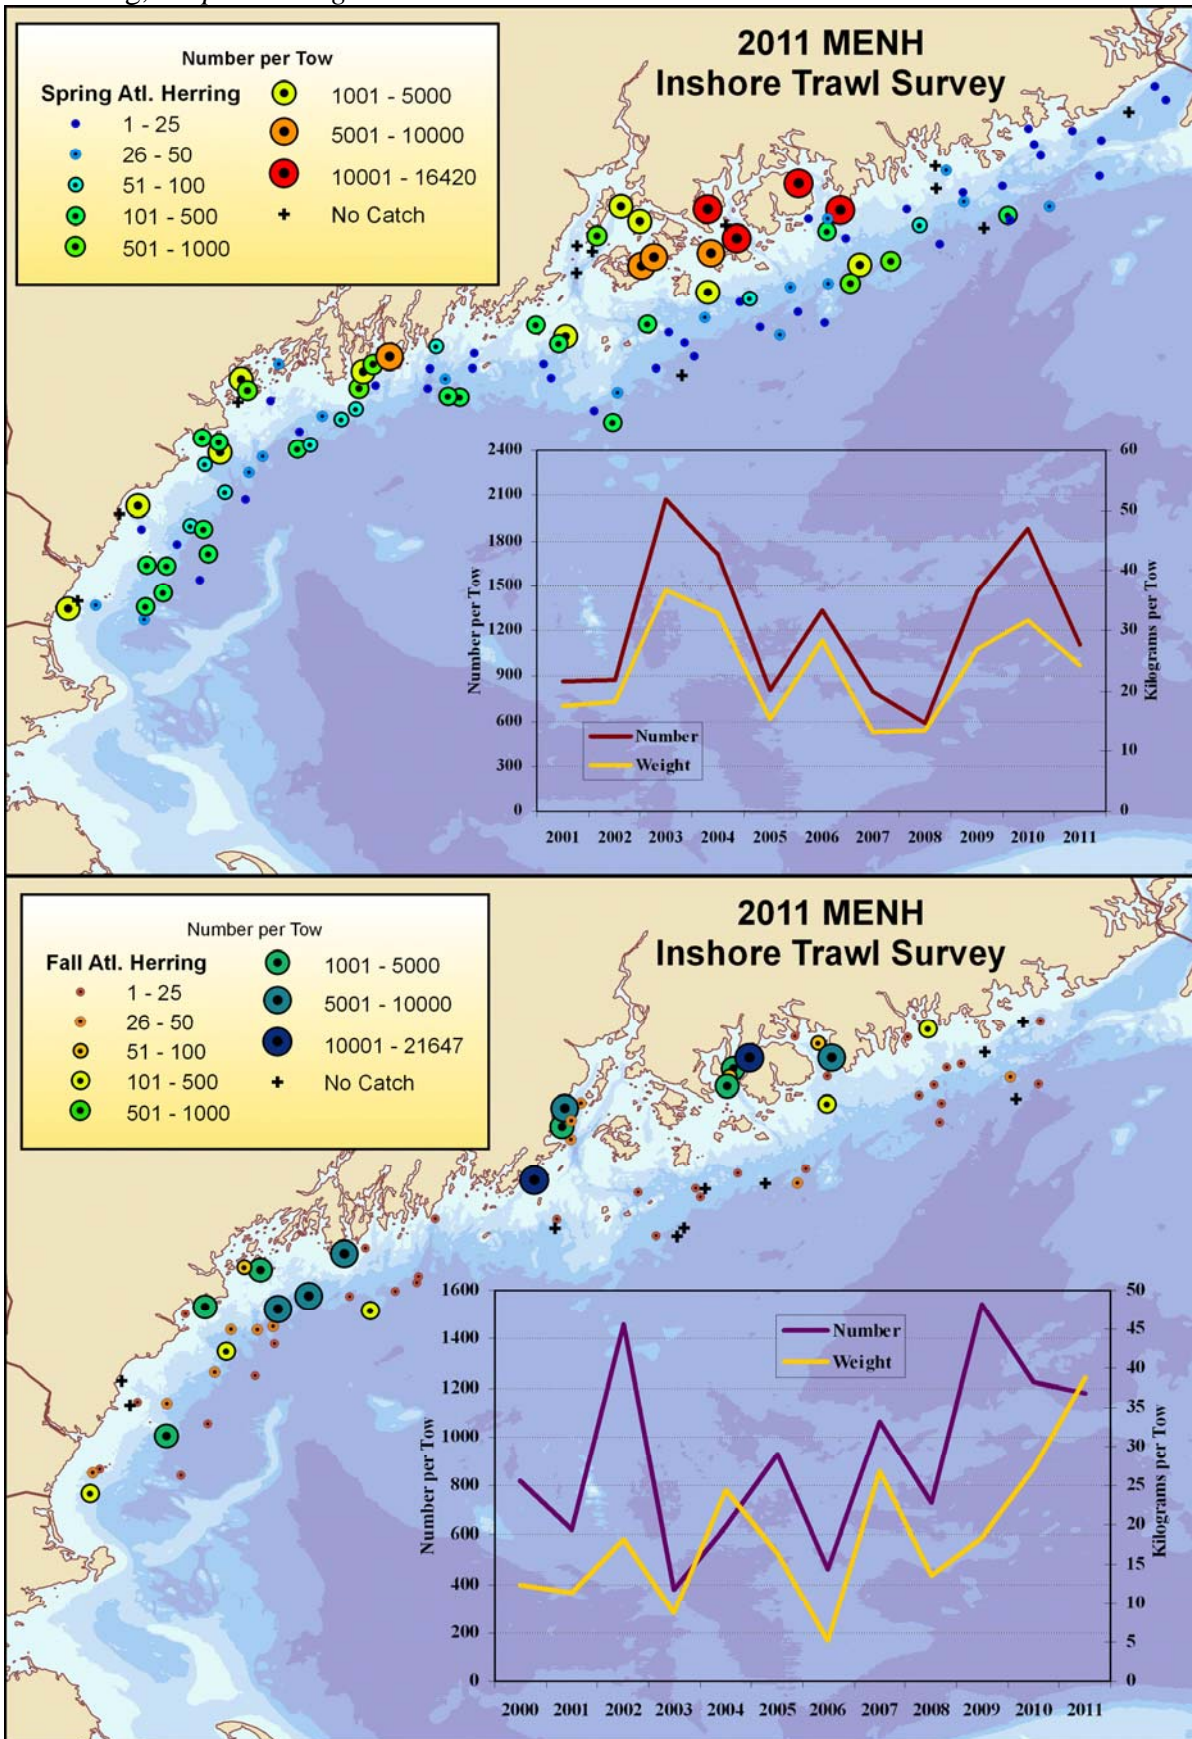 2011 MENH
Inshore Trawl Survey
Number per Tow
Spring Atl. Herring
1 - 25
26 - 50
51 - 100
101 - 500
501 - 1000
1001 - 5000
5001 - 10000
10001 - 16420
No Catch
2400
2100
1800
1500
1200
900
600
300
0
Number per Tow
60
50
40
30
20
10
0
Kilograms per Tow
Number
Weight
2001 2002 2003 2004 2005 2006 2007 2008 2009 2010 2011
2011 MENH
Inshore Trawl Survey
Number per Tow
Fall Atl. Herring
1 - 25
26 - 50
51 - 100
101 - 500
501 - 1000
1001 - 5000
5001 - 10000
10001 - 21647
No Catch
1600
1400
1200
1000
800
600
400
200
0
Number per Tow
50
45
40
35
30
25
20
15
10
5
0
Kilograms per Tow
Number
Weight
2000 2001 2002 2003 2004 2005 2006 2007 2008 2009 2010 2011